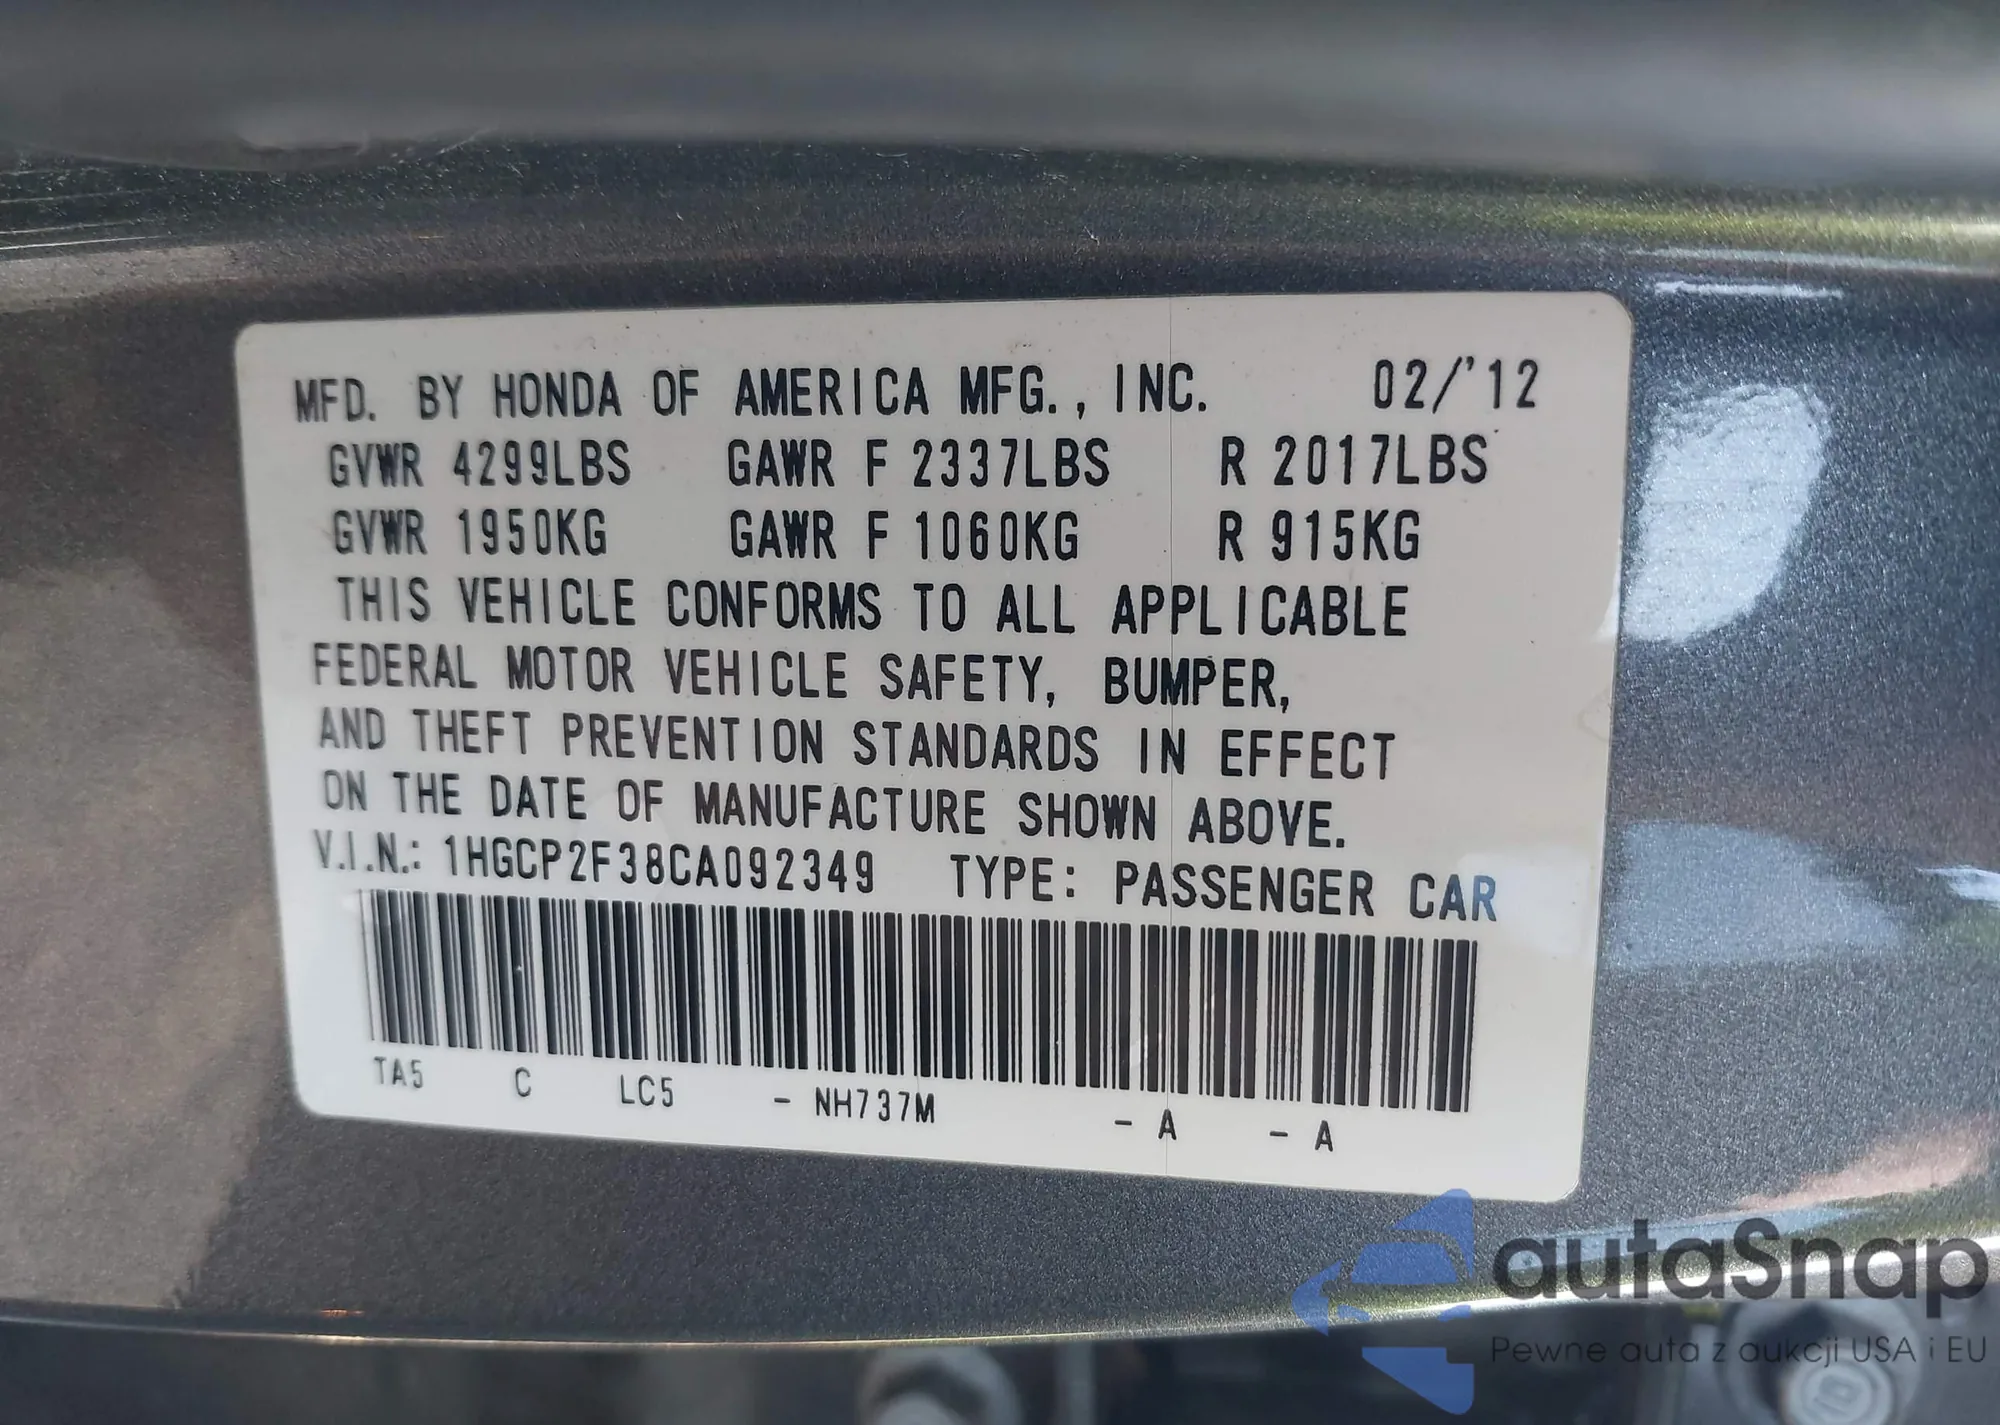 MFD. BY HONDA OF AMERICA MFG., INC. 02/'12
GVWR 4299LBS GAWR F 2337LBS R 2017LBS
GVWR 1950KG GAWR F 1060KG R 915KG
THIS VEHICLE CONFORMS TO ALL APPLICABLE
FEDERAL MOTOR VEHICLE SAFETY, BUMPER,
AND THEFT PREVENTION STANDARDS IN EFFECT
ON THE DATE OF MANUFACTURE SHOWN ABOVE.
V.I.N.: 1HGCP2F38CA092349 TYPE: PASSENGER CAR
TA5 C LC5 - NH737M - A - A
autaSnap
Pewne auta z aukcji USA i EU